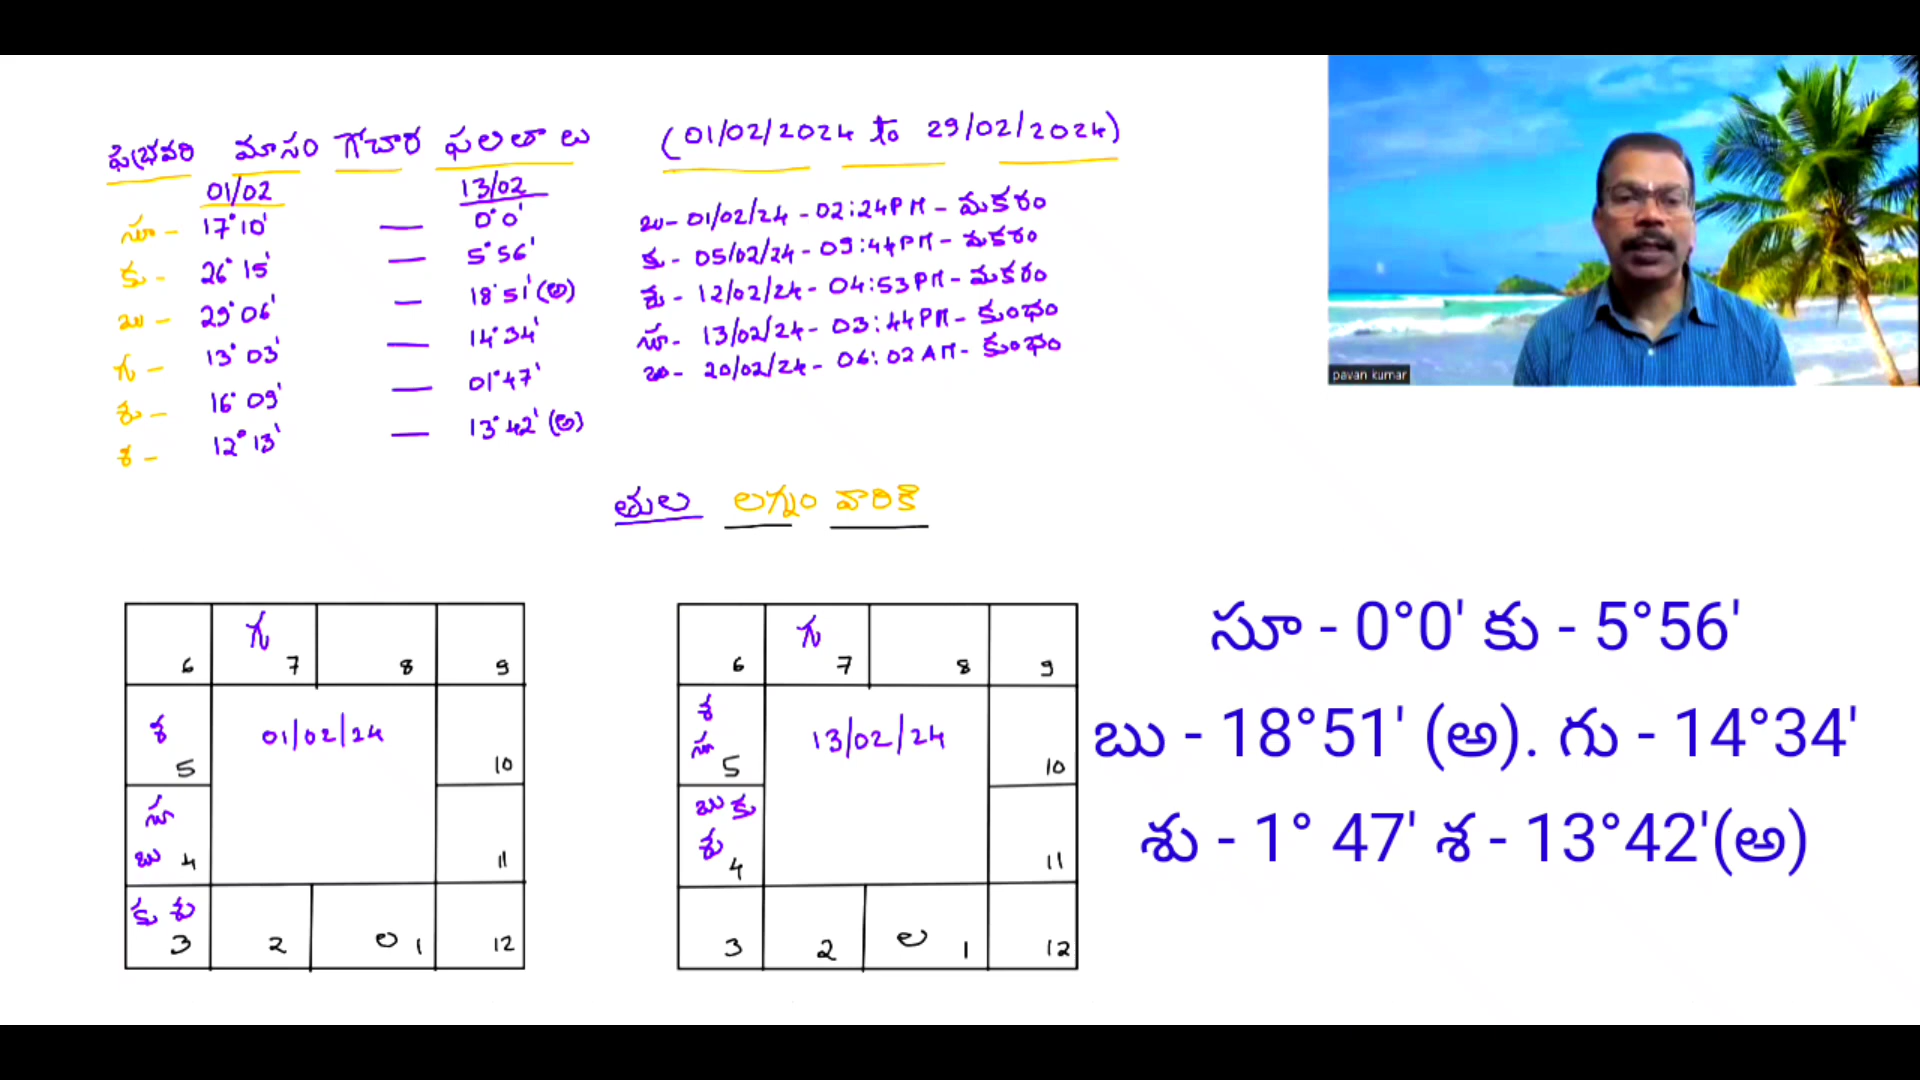 ఫిబ్రవరి మాసం గోచార ఫలితాలు (01/02/2024 to 29/02/2024)
01/02 13/02
సూ - 17°10' — 0°0'
కు - 26°15' — 5°56'
బు - 29°06' — 18°51' (అ)
గు - 13°03' — 14°34'
శు - 16°09' — 01°47'
శ - 12°13' — 13°42' (అ)
బు - 01/02/24 - 02:24PM - మకరం
కు - 05/02/24 - 09:44PM - మకరం
శు - 12/02/24 - 04:53PM - మకరం
సూ - 13/02/24 - 03:44PM - కుంభం
బు - 20/02/24 - 06:02AM - కుంభం
pavan kumar
తుల లగ్నం వారికి
గు
6 7 8 9
శ
01/02/24
5 10
సూ
బు 4 11
కు శు
3 2 ల 1 12
గు
6 7 8 9
శ
సూ 13/02/24
5 10
బు కు
శు
4 11
3 2 ల 1 12
సూ - 0°0' కు - 5°56'
బు - 18°51' (అ). గు - 14°34'
శు - 1° 47' శ - 13°42'(అ)